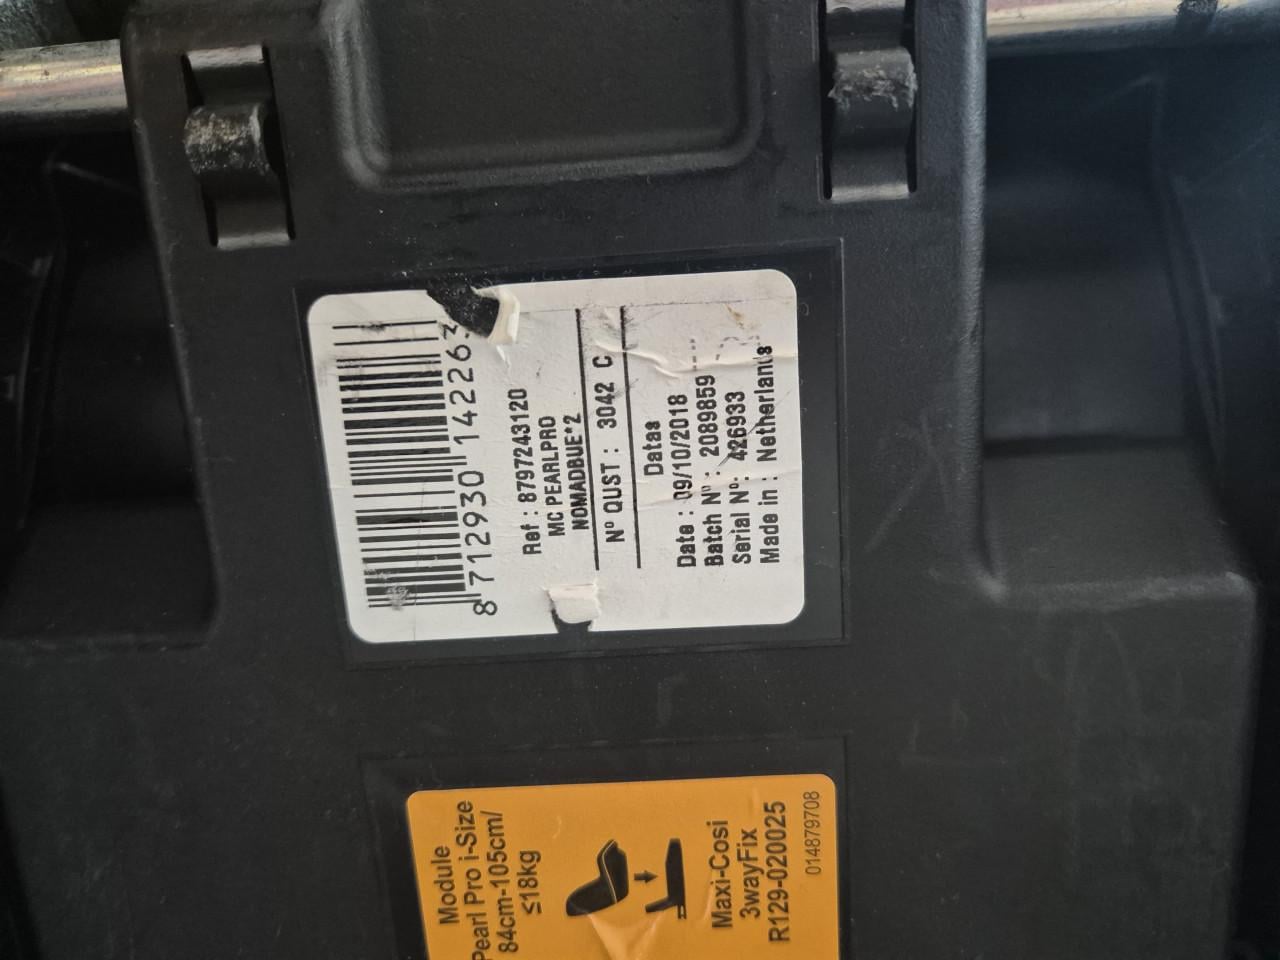 8 712930 142263
Ref : 8797243120
MC PEARLPRO
NOMADBUE*2
N° QUST : 3042 C
Datas
Date : 09/10/2018
Batch N° : 2089859
Serial N° : 426933
Made in : Netherlands
Module
Pearl Pro i-Size
84cm-105cm/
≤18kg
Maxi-Cosi
3wayFix
R129-020025
014879708